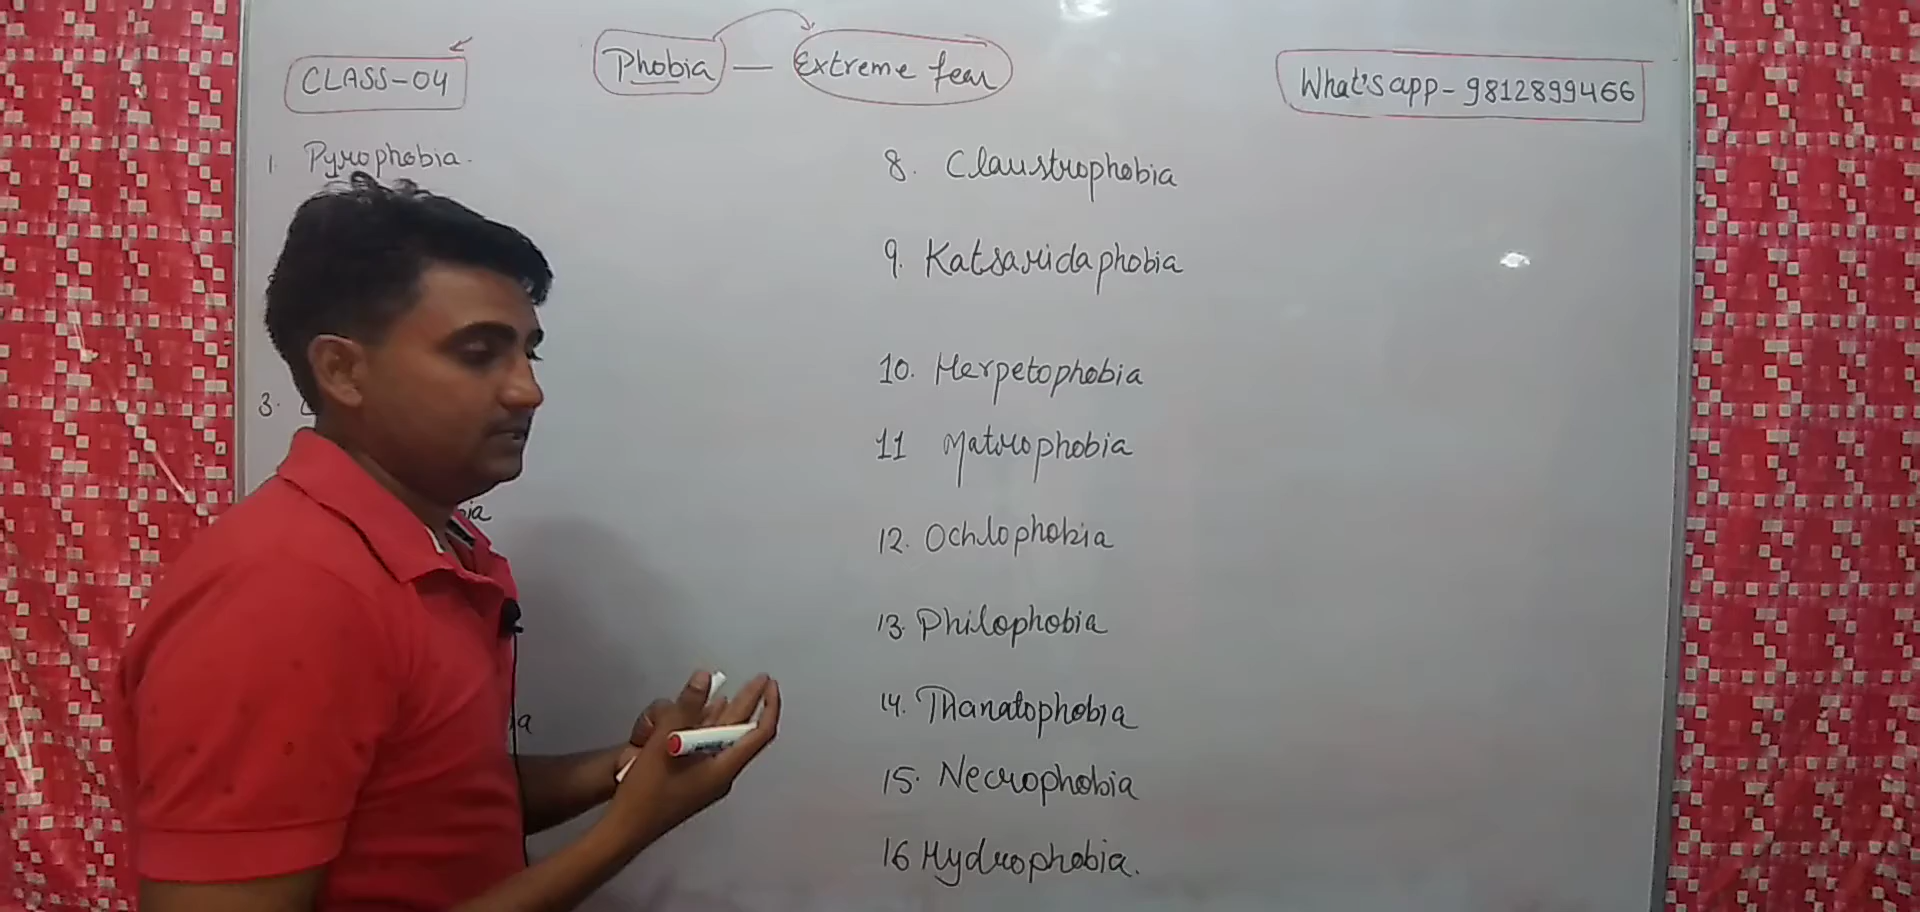 CLASS-04
Phobia — Extreme fear
What's app - 9812899466
1. Pyrophobia.
3.
8. Claustrophobia
9. Katsaridaphobia
10. Herpetophobia
11 Matrophobia
12. Ochlophobia
13. Philophobia
14. Thanatophobia
15. Necrophobia
16 Hydrophobia.